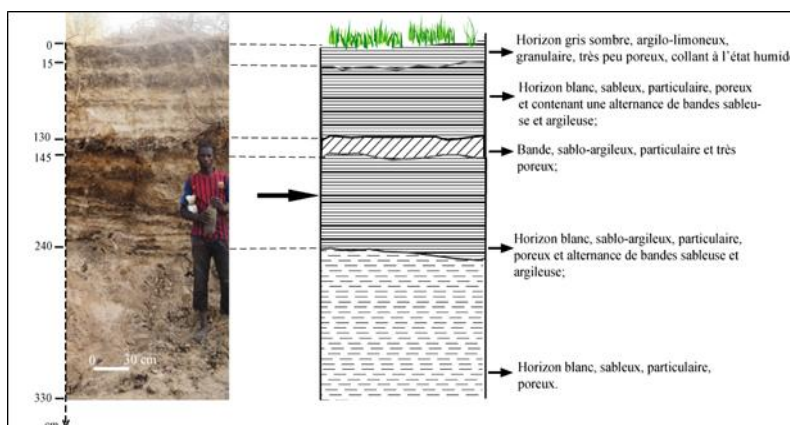 0
15
130
145
240
330
cm
0 30 cm
Horizon gris sombre, argilo-limoneux,
granulaire, très peu poreux, collant à l'état humid
Horizon blanc, sableux, particulaire, poreux
et contenant une alternance de bandes sableu-
se et argileuse;
Bande, sablo-argileux, particulaire et très
poreux;
Horizon blanc, sablo-argileux, particulaire,
poreux et alternance de bandes sableuse et
argileuse;
Horizon blanc, sableux, particulaire,
poreux.